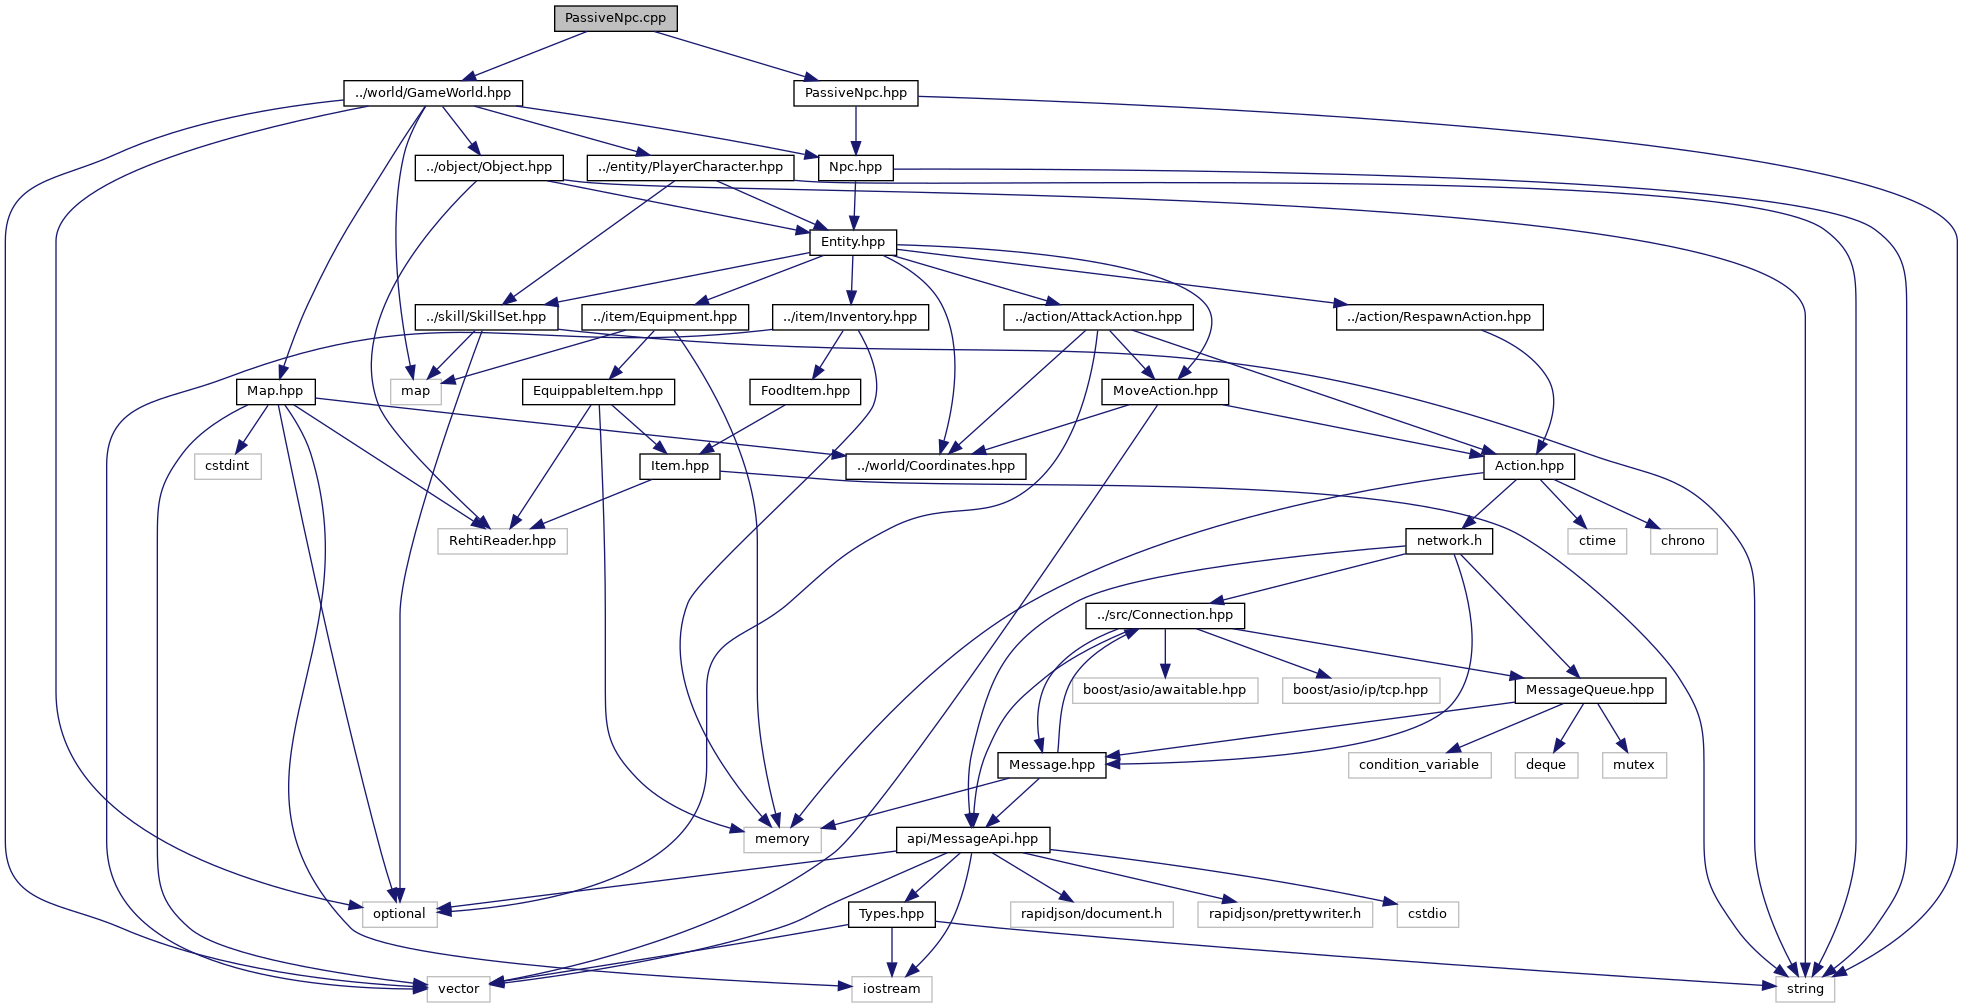 PassiveNpc.cpp
../world/GameWorld.hpp
PassiveNpc.hpp
../object/Object.hpp
../entity/PlayerCharacter.hpp
Npc.hpp
Entity.hpp
../skill/SkillSet.hpp
../item/Equipment.hpp
../item/Inventory.hpp
../action/AttackAction.hpp
../action/RespawnAction.hpp
Map.hpp
map
EquippableItem.hpp
FoodItem.hpp
MoveAction.hpp
cstdint
Item.hpp
../world/Coordinates.hpp
Action.hpp
RehtiReader.hpp
network.h
ctime
chrono
../src/Connection.hpp
boost/asio/awaitable.hpp
boost/asio/ip/tcp.hpp
MessageQueue.hpp
Message.hpp
condition_variable
deque
mutex
memory
api/MessageApi.hpp
optional
Types.hpp
rapidjson/document.h
rapidjson/prettywriter.h
cstdio
vector
iostream
string